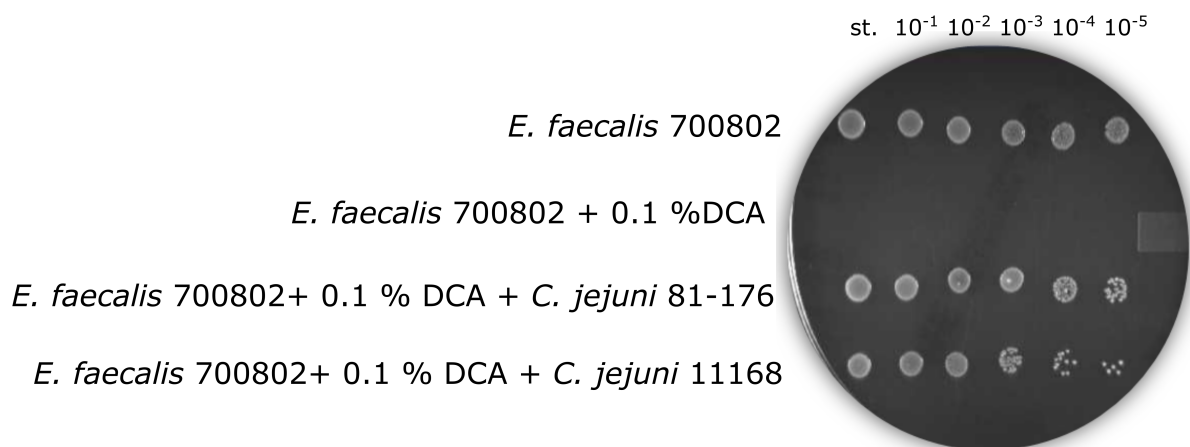 st. 10⁻¹ 10⁻² 10⁻³ 10⁻⁴ 10⁻⁵
E. faecalis 700802
E. faecalis 700802 + 0.1 %DCA
E. faecalis 700802+ 0.1 % DCA + C. jejuni 81-176
E. faecalis 700802+ 0.1 % DCA + C. jejuni 11168